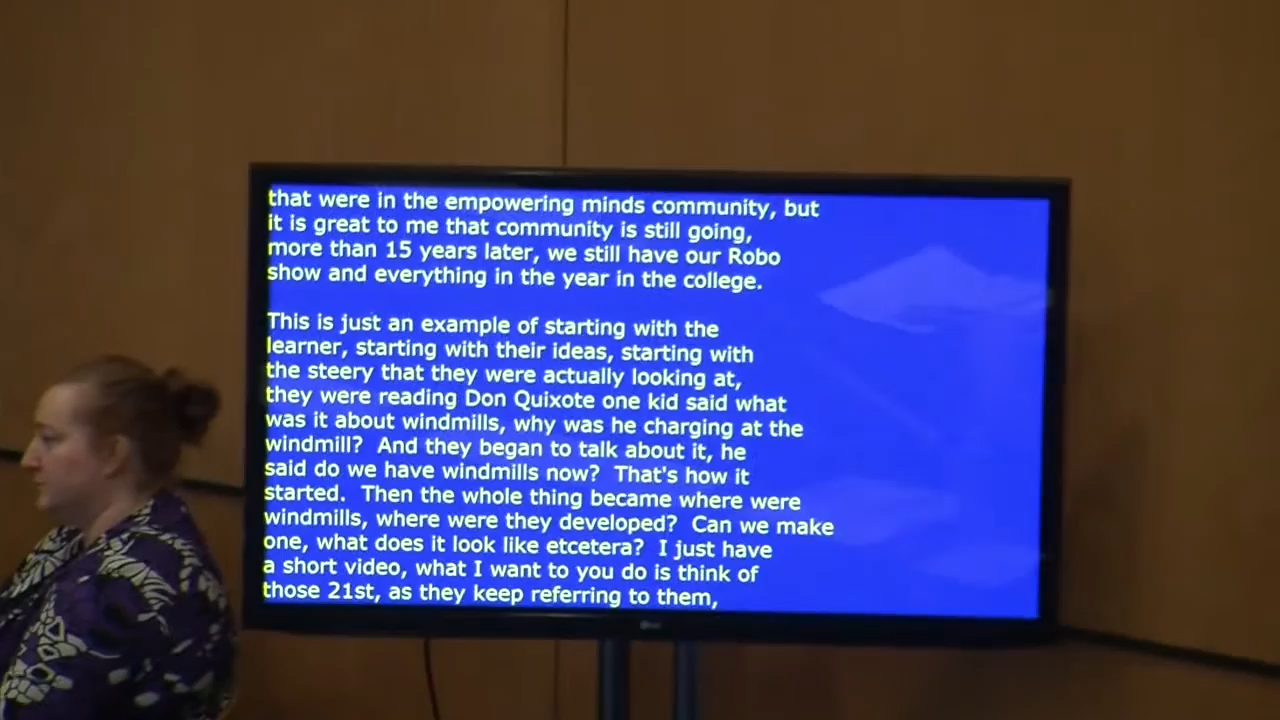 that were in the empowering minds community, but
it is great to me that community is still going,
more than 15 years later, we still have our Robo
show and everything in the year in the college.
This is just an example of starting with the
learner, starting with their ideas, starting with
the steery that they were actually looking at,
they were reading Don Quixote one kid said what
was it about windmills, why was he charging at the
windmill?  And they began to talk about it, he
said do we have windmills now?  That's how it
started.  Then the whole thing became where were
windmills, where were they developed?  Can we make
one, what does it look like etcetera?  I just have
a short video, what I want to you do is think of
those 21st, as they keep referring to them,